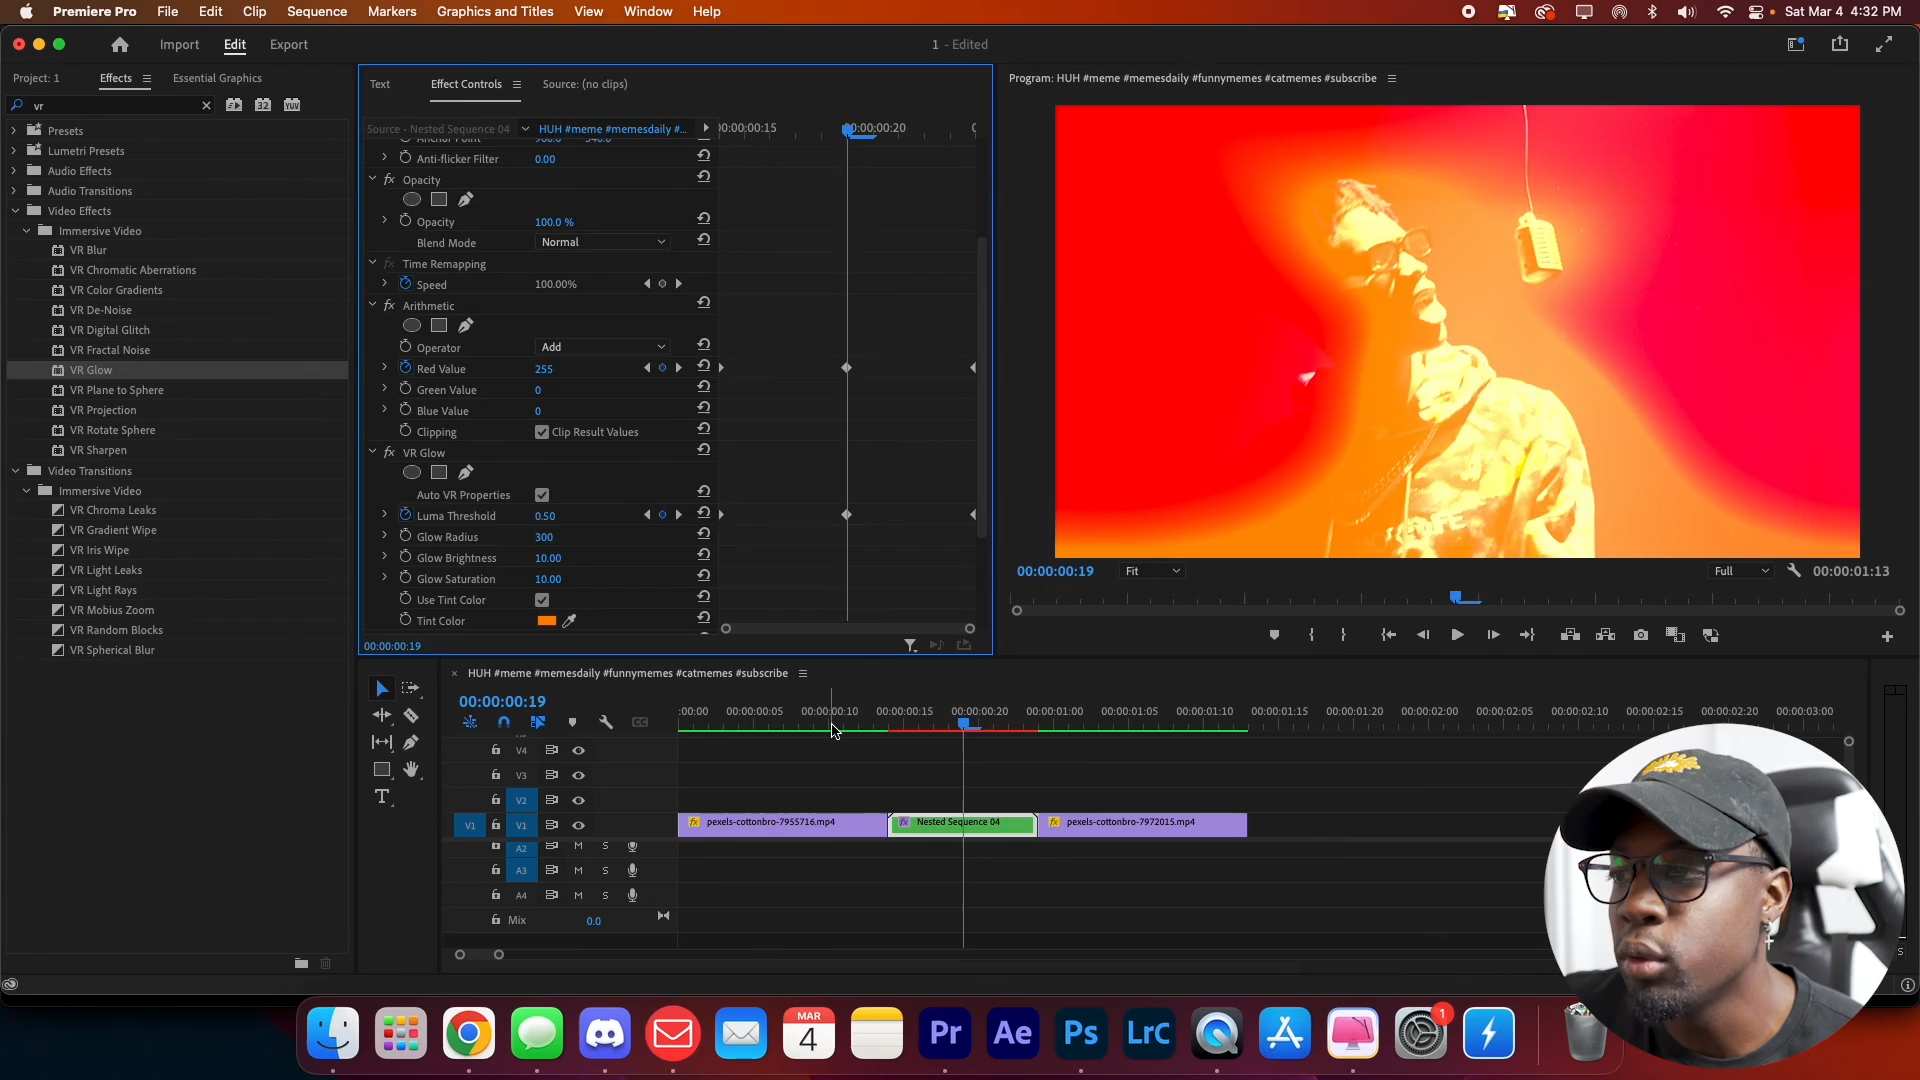 Premiere Pro File Edit Clip Sequence Markers Graphics and Titles View Window Help Sat Mar 4 4:32 PM
Import Edit Export 1 - Edited
Project: 1 Effects Essential Graphics
vr
Presets
Lumetri Presets
Audio Effects
Audio Transitions
Video Effects
Immersive Video
VR Blur
VR Chromatic Aberrations
VR Color Gradients
VR De-Noise
VR Digital Glitch
VR Fractal Noise
VR Glow
VR Plane to Sphere
VR Projection
VR Rotate Sphere
VR Sharpen
Video Transitions
Immersive Video
VR Chroma Leaks
VR Gradient Wipe
VR Iris Wipe
VR Light Leaks
VR Light Rays
VR Mobius Zoom
VR Random Blocks
VR Spherical Blur
Text Effect Controls Source: (no clips)
Source - Nested Sequence 04 HUH #meme #memesdaily #... 00:00:00:15 00:00:00:20
Anchor Point 960.0 540.0
Anti-flicker Filter 0.00
fx Opacity
Opacity 100.0 %
Blend Mode Normal
fx Time Remapping
Speed 100.00%
fx Arithmetic
Operator Add
Red Value 255
Green Value 0
Blue Value 0
Clipping Clip Result Values
fx VR Glow
Auto VR Properties
Luma Threshold 0.50
Glow Radius 300
Glow Brightness 10.00
Glow Saturation 10.00
Use Tint Color
Tint Color
00:00:00:19
Program: HUH #meme #memesdaily #funnymemes #catmemes #subscribe
00:00:00:19 Fit Full 00:00:01:13
HUH #meme #memesdaily #funnymemes #catmemes #subscribe
00:00:00:19
:00:00 00:00:00:05 00:00:00:10 00:00:00:15 00:00:00:20 00:00:01:00 00:00:01:05 00:00:01:10 00:00:01:15 00:00:01:20 00:00:02:00 00:00:02:05 00:00:02:10 00:00:02:15 00:00:02:20 00:00:03:00
V4
V3
V2
V1 V1 fx pexels-cottonbro-7955716.mp4 fx Nested Sequence 04 fx pexels-cottonbro-7972015.mp4
A2 M S
A3 M S
A4 M S
Mix 0.0
MAR
4
Pr Ae Ps LrC 1